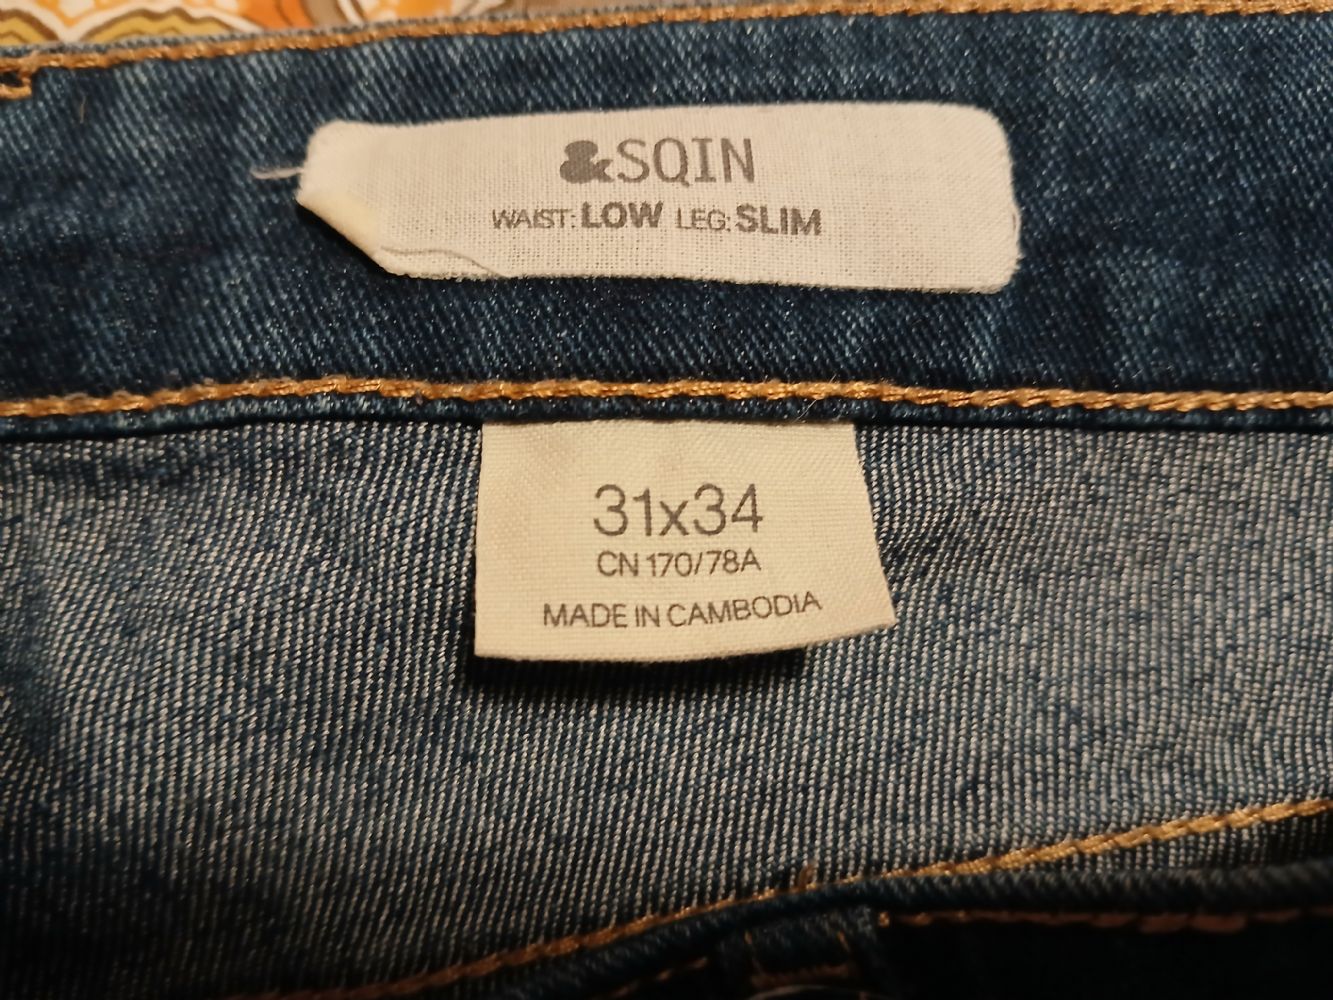 &SQIN
WAIST: LOW LEG: SLIM
31x34
CN 170/78A
MADE IN CAMBODIA